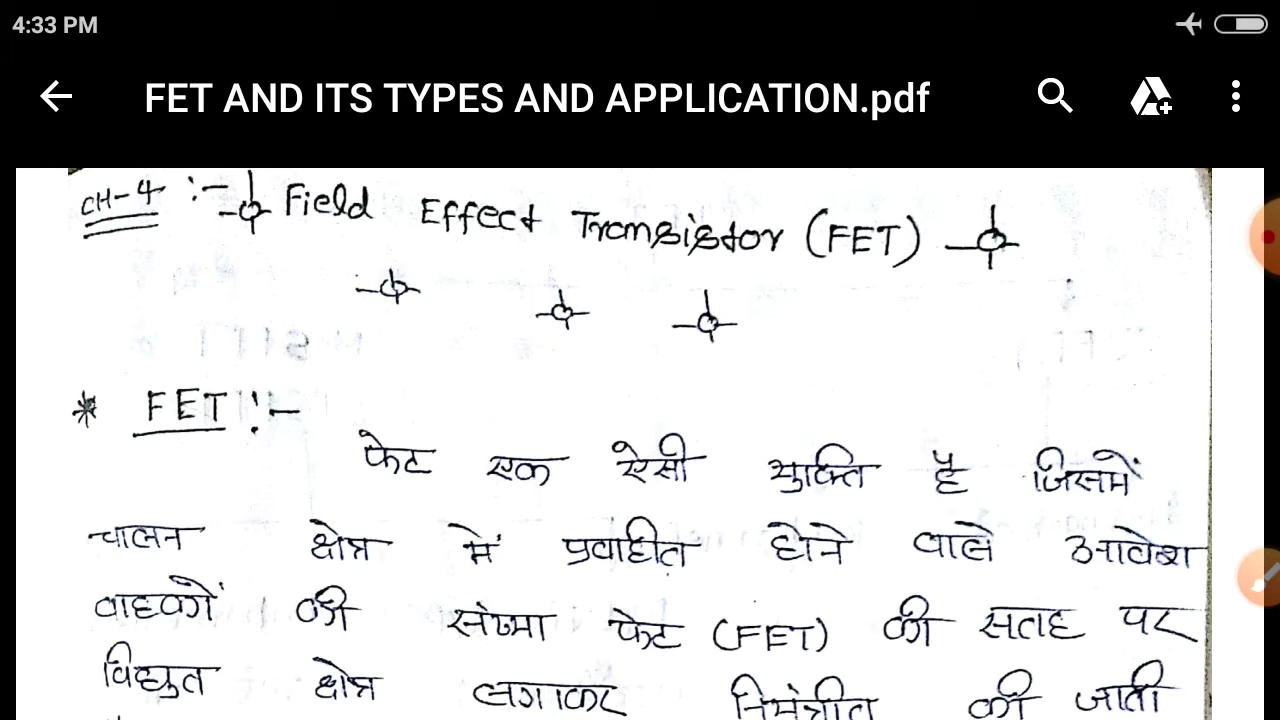 4:33 PM
FET AND ITS TYPES AND APPLICATION.pdf
CH-4 :- Field Effect Transistor (FET)
* FET :-
फेट एक ऐसी युक्ति है जिसमें
चालन क्षेत्र में प्रवाहीत होने वाले आवेश
वाहकों की संख्या फेट (FET) की सतह पर
विद्युत क्षेत्र लगाकर नियंत्रीत की जाती